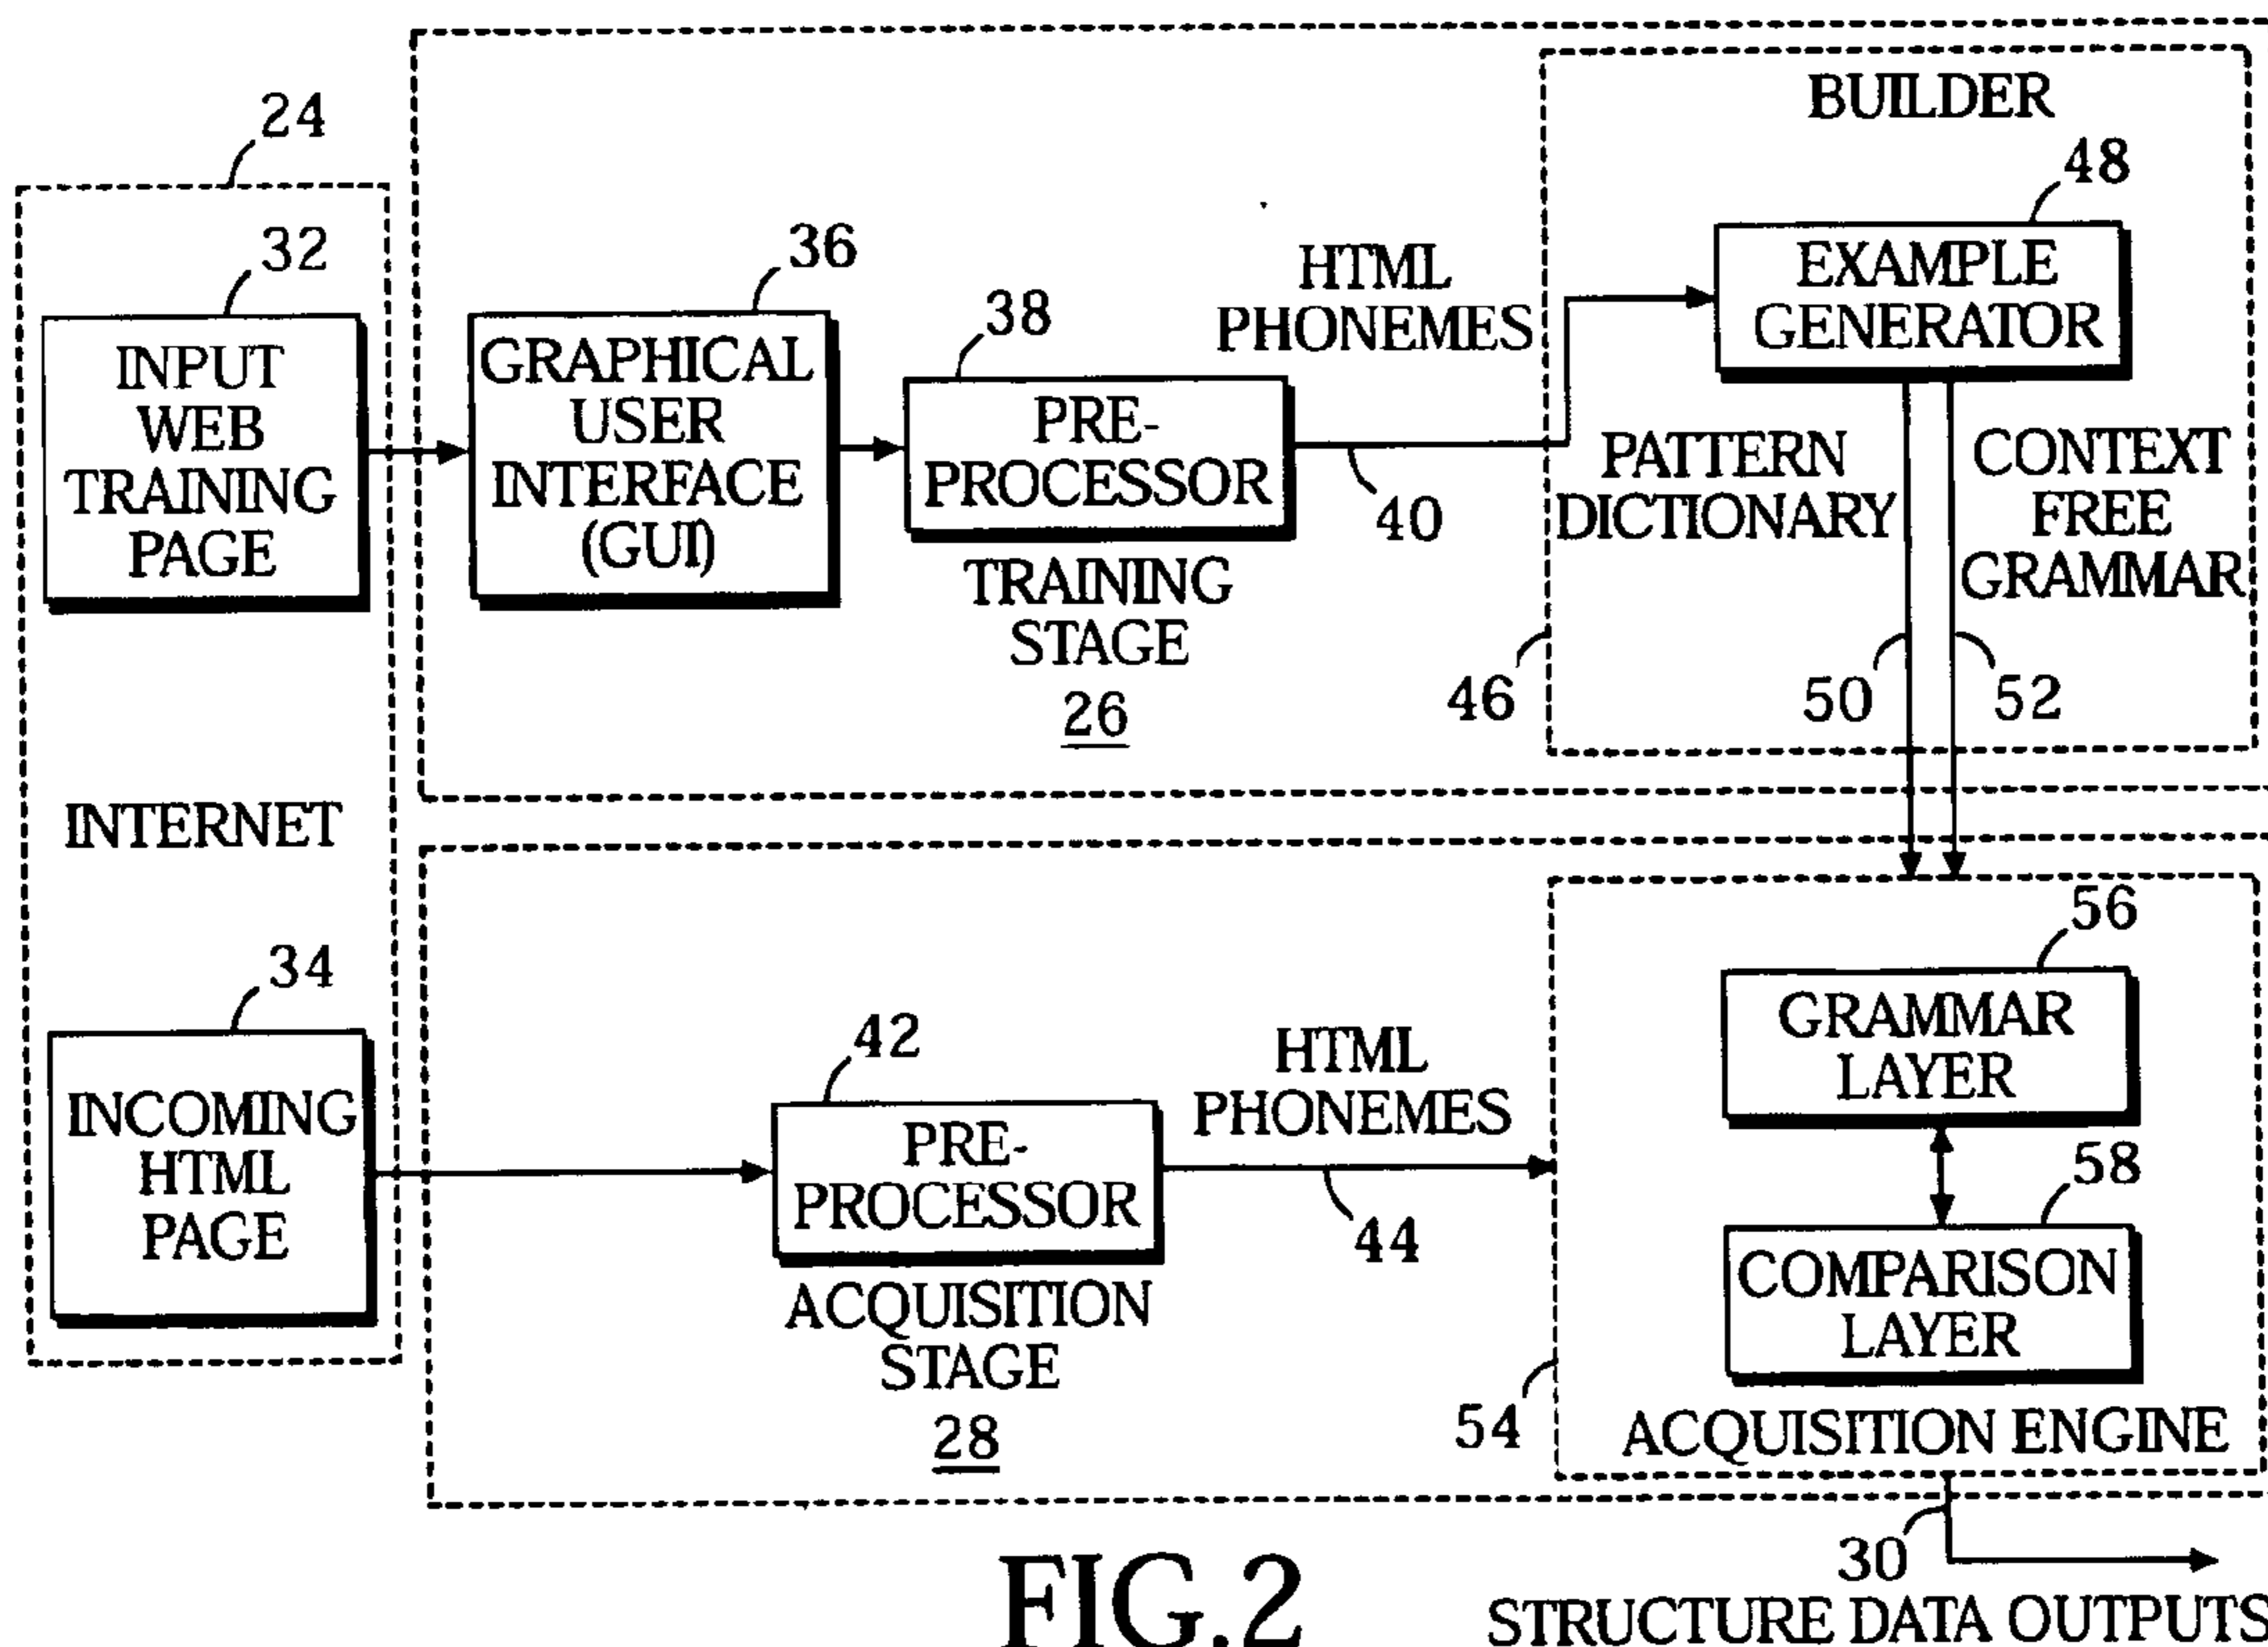 24
32
INPUT
WEB
TRAINING
PAGE
INTERNET
34
INCOMING
HTML
PAGE
36
GRAPHICAL
USER
INTERFACE
(GUI)
38
PRE-
PROCESSOR
TRAINING
STAGE
26
HTML
PHONEMES
40
BUILDER
48
EXAMPLE
GENERATOR
PATTERN
DICTIONARY
CONTEXT
FREE
GRAMMAR
46
50
52
42
PRE-
PROCESSOR
ACQUISITION
STAGE
28
HTML
PHONEMES
44
56
GRAMMAR
LAYER
58
COMPARISON
LAYER
54
ACQUISITION ENGINE
30
STRUCTURE DATA OUTPUTS
FIG.2